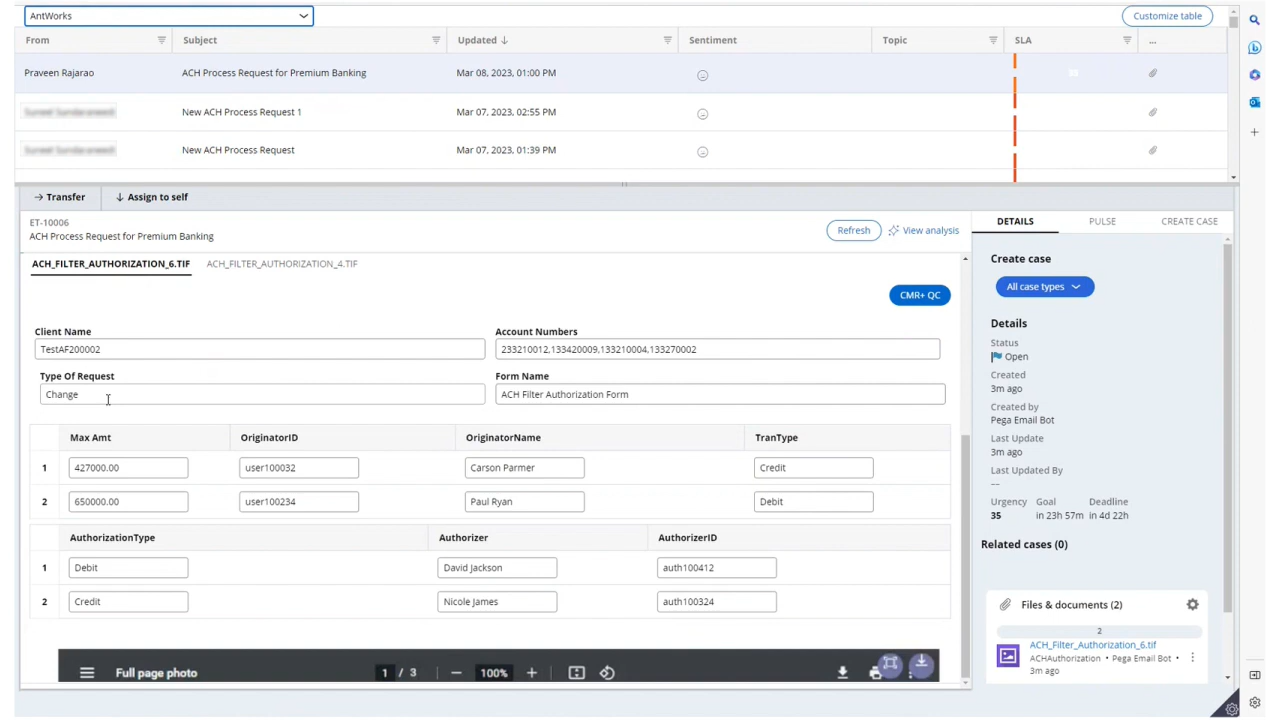 AntWorks
Customize table
From Subject Updated ↓ Sentiment Topic SLA ...
Praveen Rajarao ACH Process Request for Premium Banking Mar 08, 2023, 01:00 PM
New ACH Process Request 1 Mar 07, 2023, 02:55 PM
New ACH Process Request Mar 07, 2023, 01:39 PM
→ Transfer ↓ Assign to self
ET-10006
ACH Process Request for Premium Banking
Refresh View analysis
ACH_FILTER_AUTHORIZATION_6.TIF ACH_FILTER_AUTHORIZATION_4.TIF
CMR+ QC
Client Name Account Numbers
TestAF200002 233210012,133420009,133210004,133270002
Type Of Request Form Name
Change ACH Filter Authorization Form
Max Amt OriginatorID OriginatorName TranType
1 427000.00 user100032 Carson Parmer Credit
2 650000.00 user100234 Paul Ryan Debit
AuthorizationType Authorizer AuthorizerID
1 Debit David Jackson auth100412
2 Credit Nicole James auth100324
Full page photo 1 / 3 — 100% +
DETAILS PULSE CREATE CASE
Create case
All case types
Details
Status
Open
Created
3m ago
Created by
Pega Email Bot
Last Update
3m ago
Last Updated By
--
Urgency Goal Deadline
35 in 23h 57m in 4d 22h
Related cases (0)
Files & documents (2)
2
ACH_Filter_Authorization_6.tif
ACHAuthorization • Pega Email Bot •
3m ago